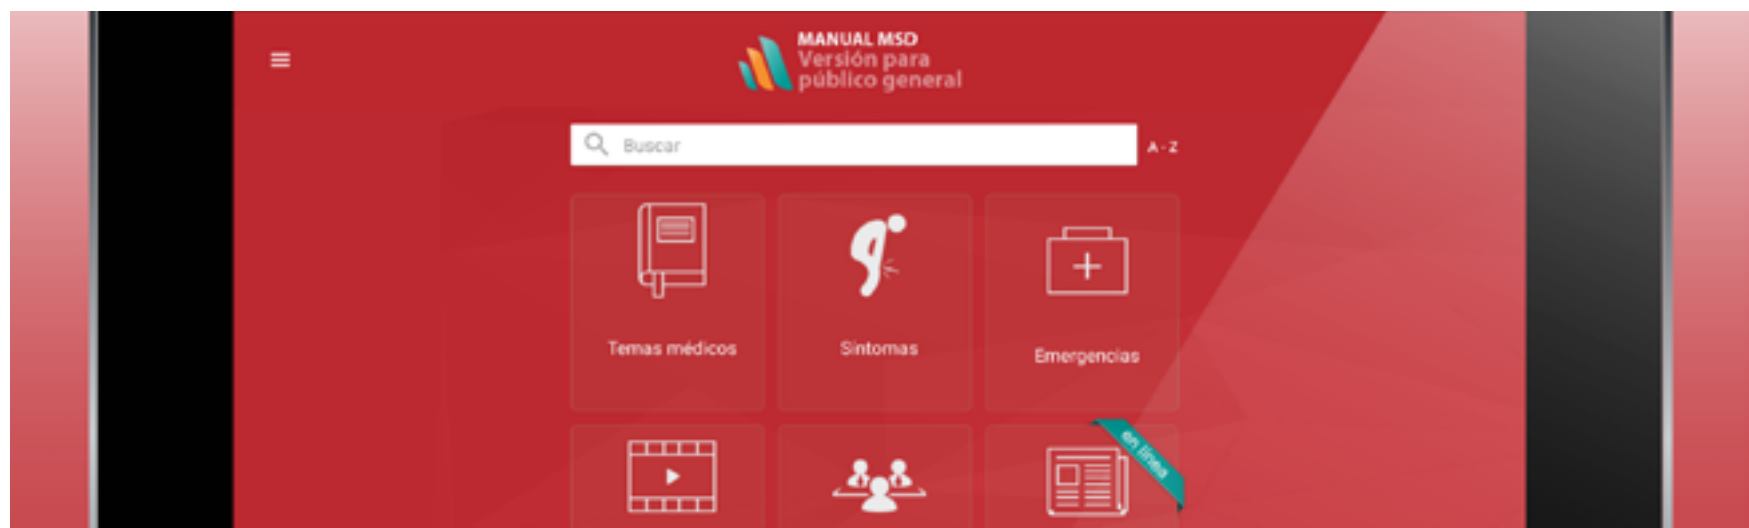 MANUAL MSD
Versión para
público general
Buscar
A - Z
Temas médicos
Síntomas
Emergencias
en línea